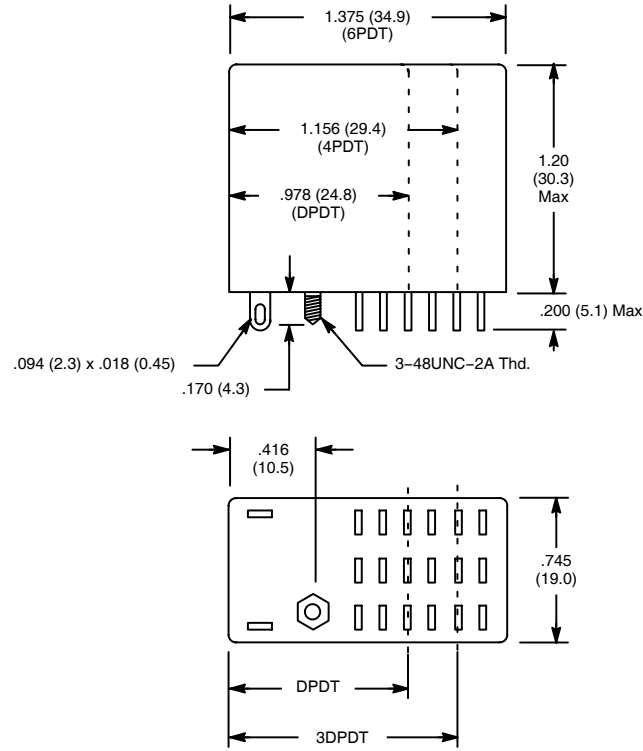 1.375 (34.9)
(6PDT)
1.156 (29.4)
(4PDT)
.978 (24.8)
(DPDT)
1.20
(30.3)
Max
.200 (5.1) Max
.094 (2.3) x .018 (0.45)
3–48UNC–2A Thd.
.170 (4.3)
.416
(10.5)
.745
(19.0)
DPDT
3DPDT